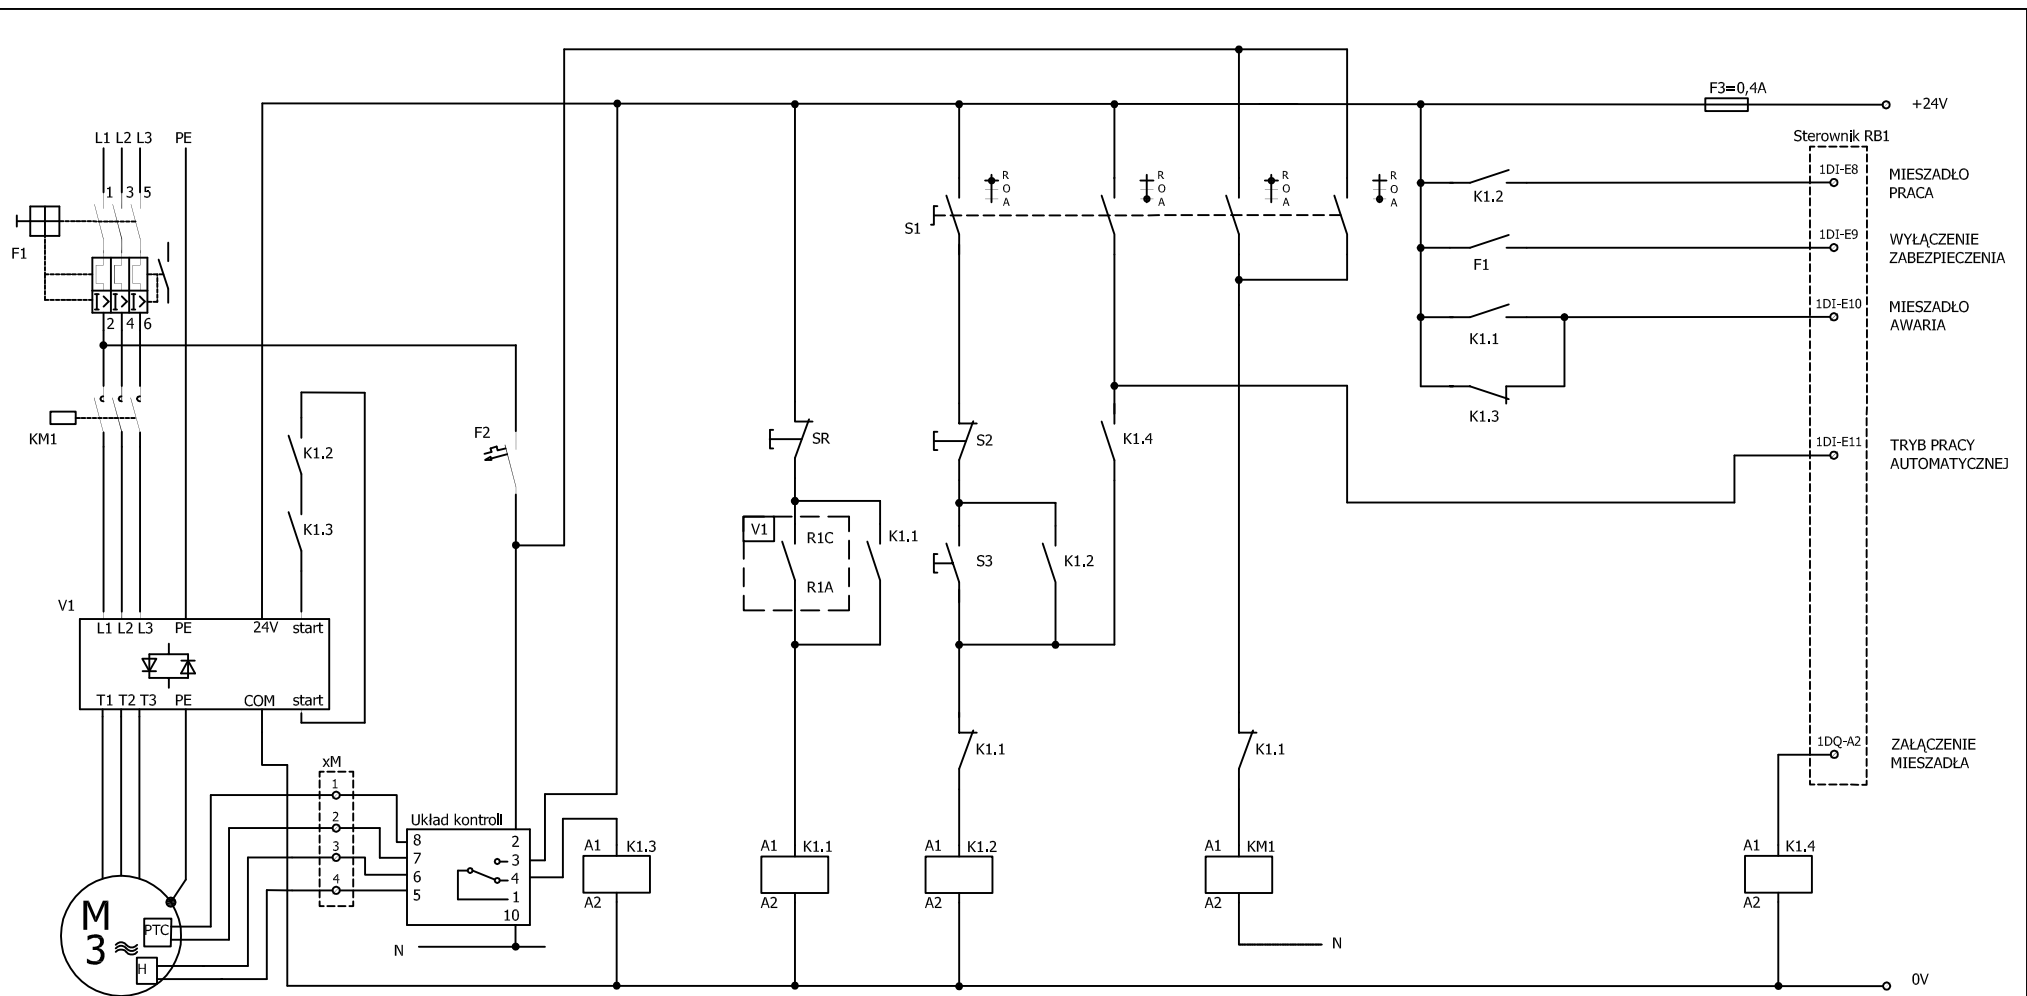 F3=0,4A
+24V
Sterownik RB1
L1 L2 L3 PE
1 3 5
F1
I> I> I>
2 4 6
R
O
A
R
O
A
R
O
A
R
O
A
S1
1DI-E8
MIESZADŁO
PRACA
K1.2
1DI-E9
WYŁĄCZENIE
ZABEZPIECZENIA
F1
1DI-E10
MIESZADŁO
AWARIA
K1.1
K1.3
1DI-E11
TRYB PRACY
AUTOMATYCZNEJ
KM1
K1.2
K1.3
F2
SR
S2
K1.4
V1
R1C
R1A
K1.1
S3
K1.2
V1
L1 L2 L3 PE 24V start
T1 T2 T3 PE COM start
K1.1
K1.1
1DQ-A2
ZAŁĄCZENIE
MIESZADŁA
xM
1
2
3
4
Układ kontroli
8 2
7 3
6 4
5 1
10
N
A1 K1.3
A2
A1 K1.1
A2
A1 K1.2
A2
A1 KM1
A2
N
A1 K1.4
A2
M
3
PTC
H
0V